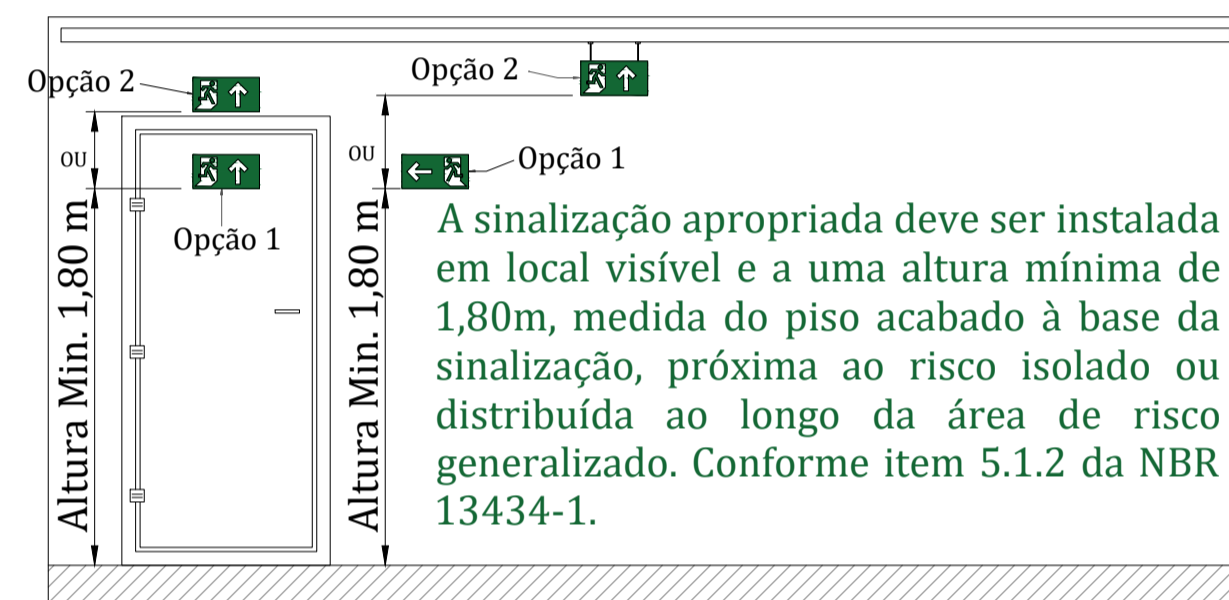 Opção 2
OU
Opção 1
Altura Min. 1,80 m
Opção 2
OU
Opção 1
Altura Min. 1,80 m
A sinalização apropriada deve ser instalada
em local visível e a uma altura mínima de
1,80m, medida do piso acabado à base da
sinalização, próxima ao risco isolado ou
distribuída ao longo da área de risco
generalizado. Conforme item 5.1.2 da NBR
13434-1.